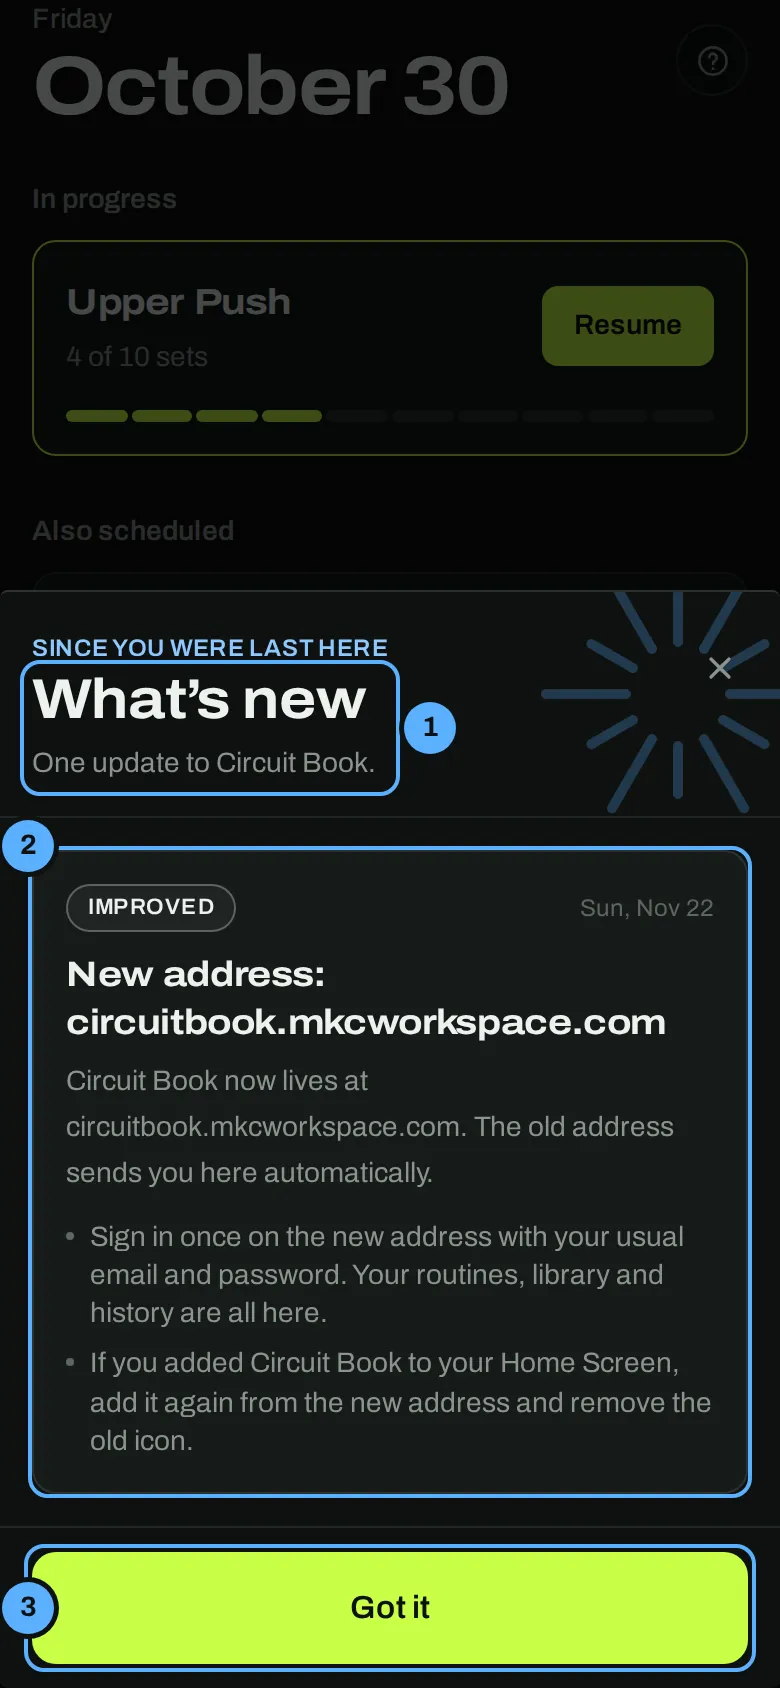 Friday
October 30
In progress
Upper Push
Resume
4 of 10 sets
Also scheduled
SINCE YOU WERE LAST HERE
What’s new
One update to Circuit Book.
1
2
IMPROVED
Sun, Nov 22
New address:
circuitbook.mkcworkspace.com
Circuit Book now lives at
circuitbook.mkcworkspace.com. The old address
sends you here automatically.
• Sign in once on the new address with your usual
email and password. Your routines, library and
history are all here.
• If you added Circuit Book to your Home Screen,
add it again from the new address and remove the
old icon.
3
Got it